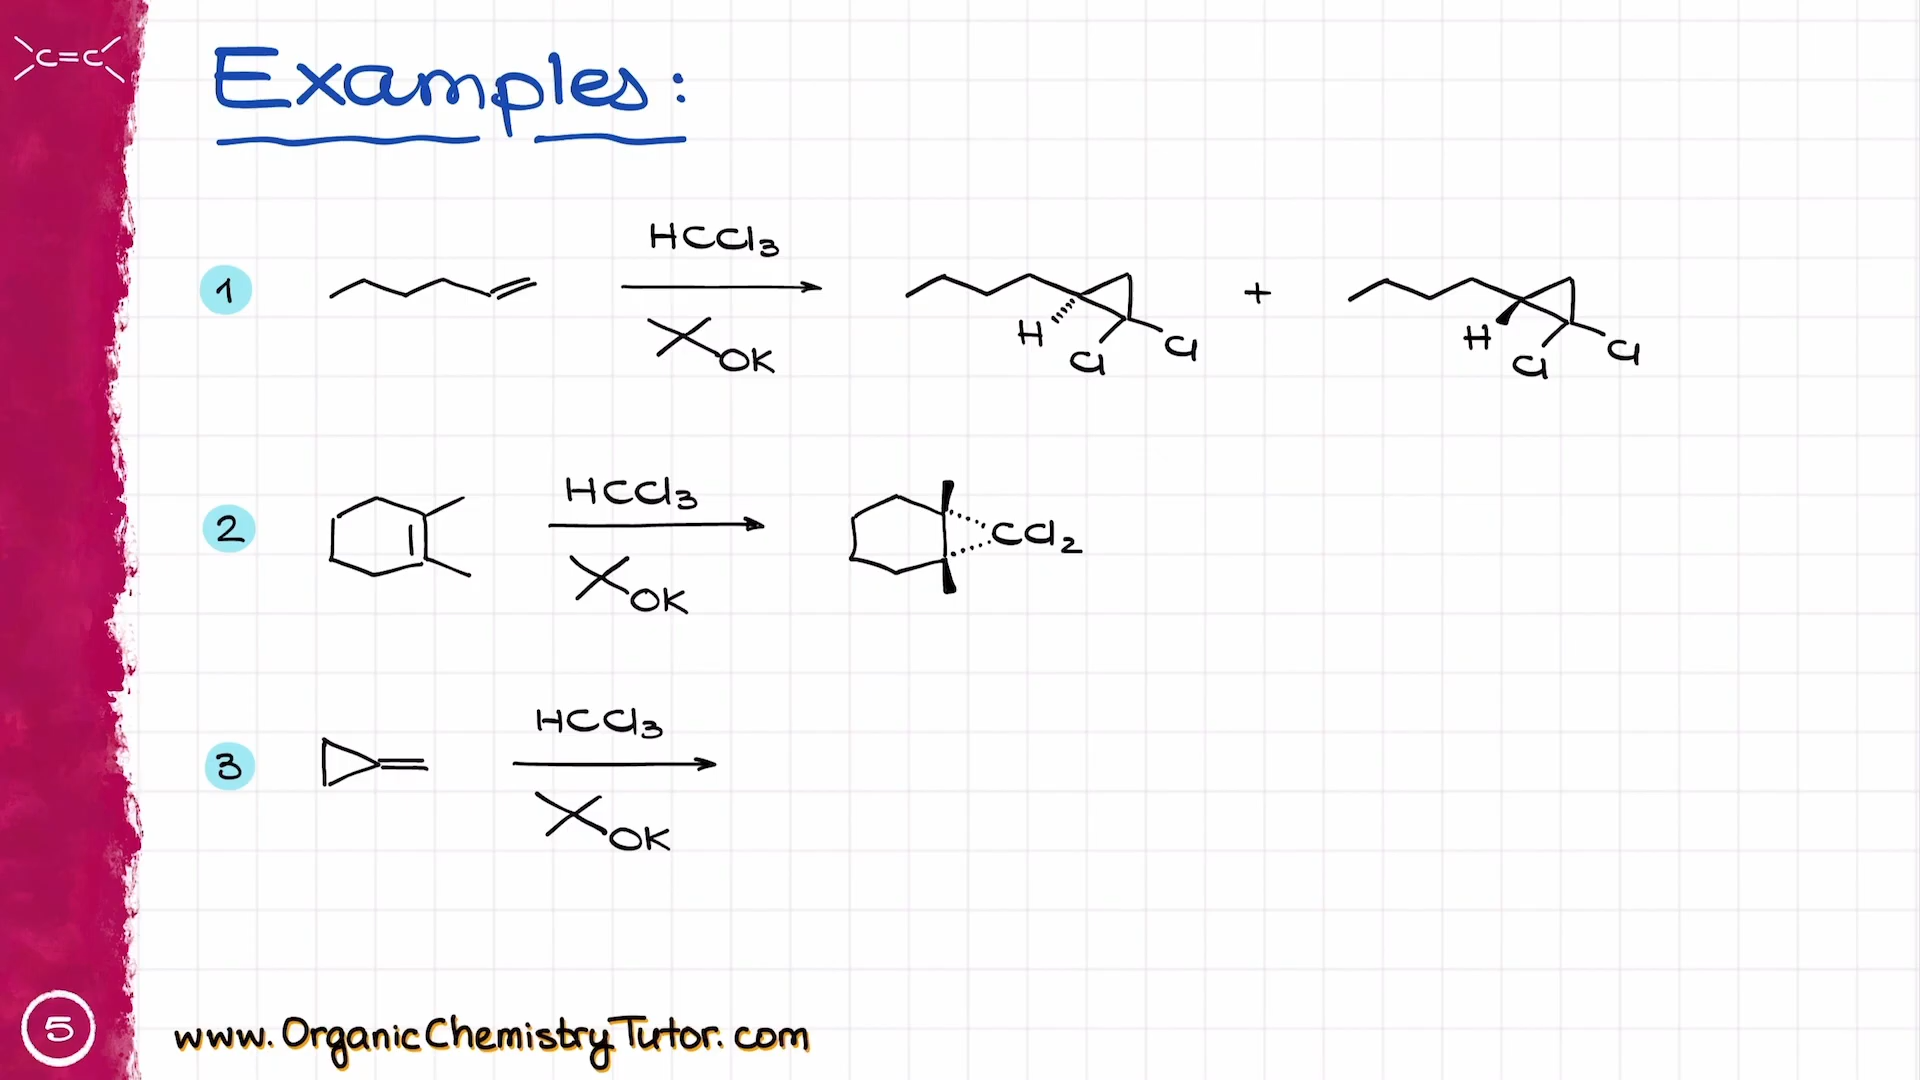 C=C
Examples:
HCCl3
1
OK
H
Cl
Cl
+
H
Cl
Cl
HCCl3
2
OK
CCl2
HCCl3
3
OK
5
www.OrganicChemistryTutor.com